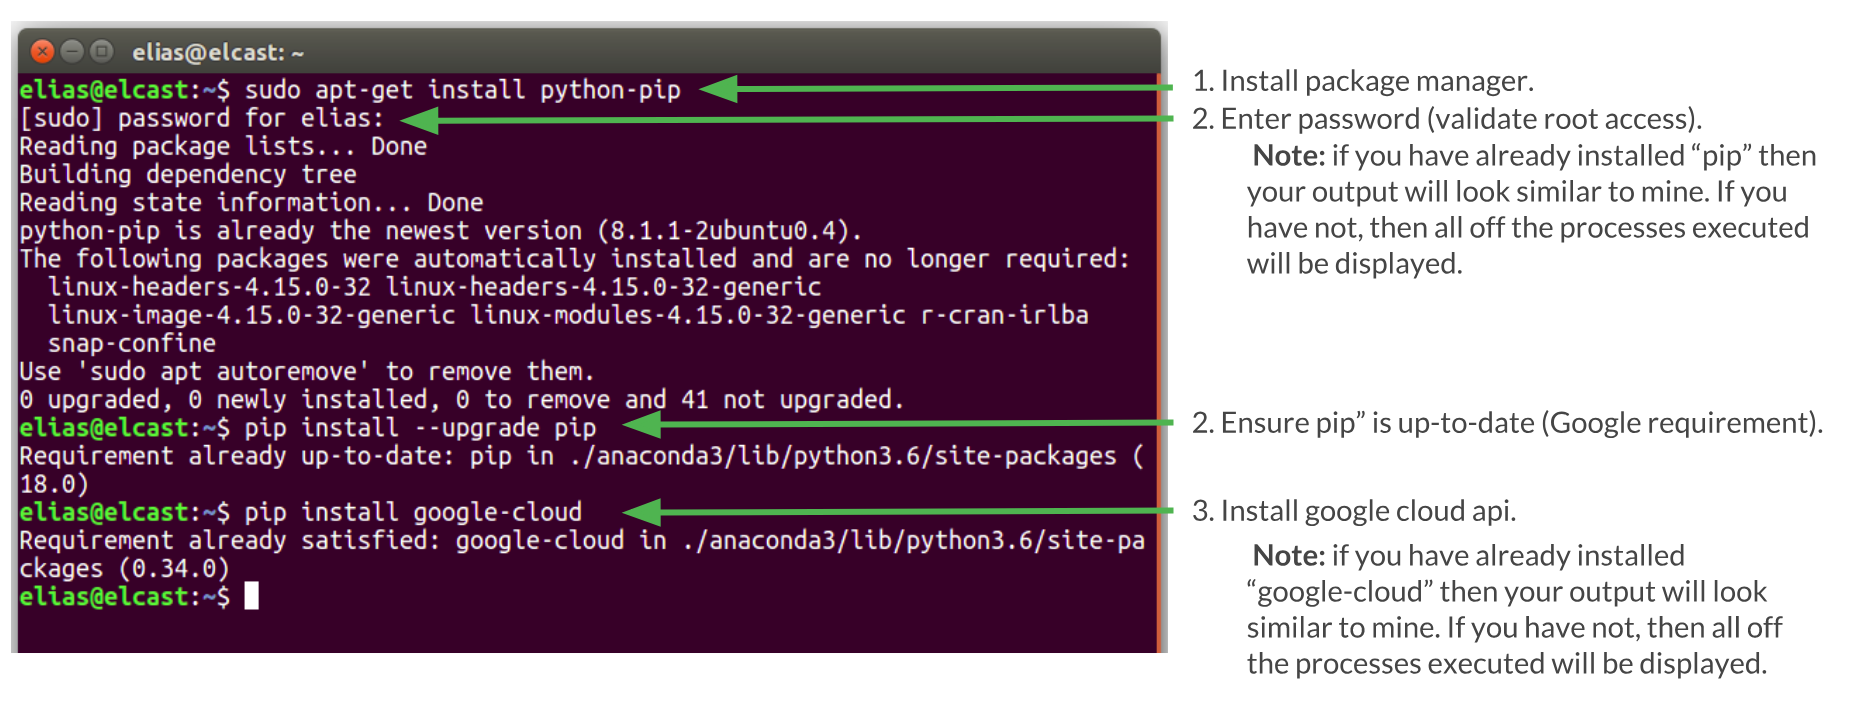 elias@elcast: ~
elias@elcast:~$ sudo apt-get install python-pip
[sudo] password for elias:
Reading package lists... Done
Building dependency tree
Reading state information... Done
python-pip is already the newest version (8.1.1-2ubuntu0.4).
The following packages were automatically installed and are no longer required:
  linux-headers-4.15.0-32 linux-headers-4.15.0-32-generic
  linux-image-4.15.0-32-generic linux-modules-4.15.0-32-generic r-cran-irlba
  snap-confine
Use 'sudo apt autoremove' to remove them.
0 upgraded, 0 newly installed, 0 to remove and 41 not upgraded.
elias@elcast:~$ pip install --upgrade pip
Requirement already up-to-date: pip in ./anaconda3/lib/python3.6/site-packages (
18.0)
elias@elcast:~$ pip install google-cloud
Requirement already satisfied: google-cloud in ./anaconda3/lib/python3.6/site-pa
ckages (0.34.0)
elias@elcast:~$
1. Install package manager.
2. Enter password (validate root access).
Note: if you have already installed “pip” then
your output will look similar to mine. If you
have not, then all off the processes executed
will be displayed.
2. Ensure pip” is up-to-date (Google requirement).
3. Install google cloud api.
Note: if you have already installed
“google-cloud” then your output will look
similar to mine. If you have not, then all off
the processes executed will be displayed.